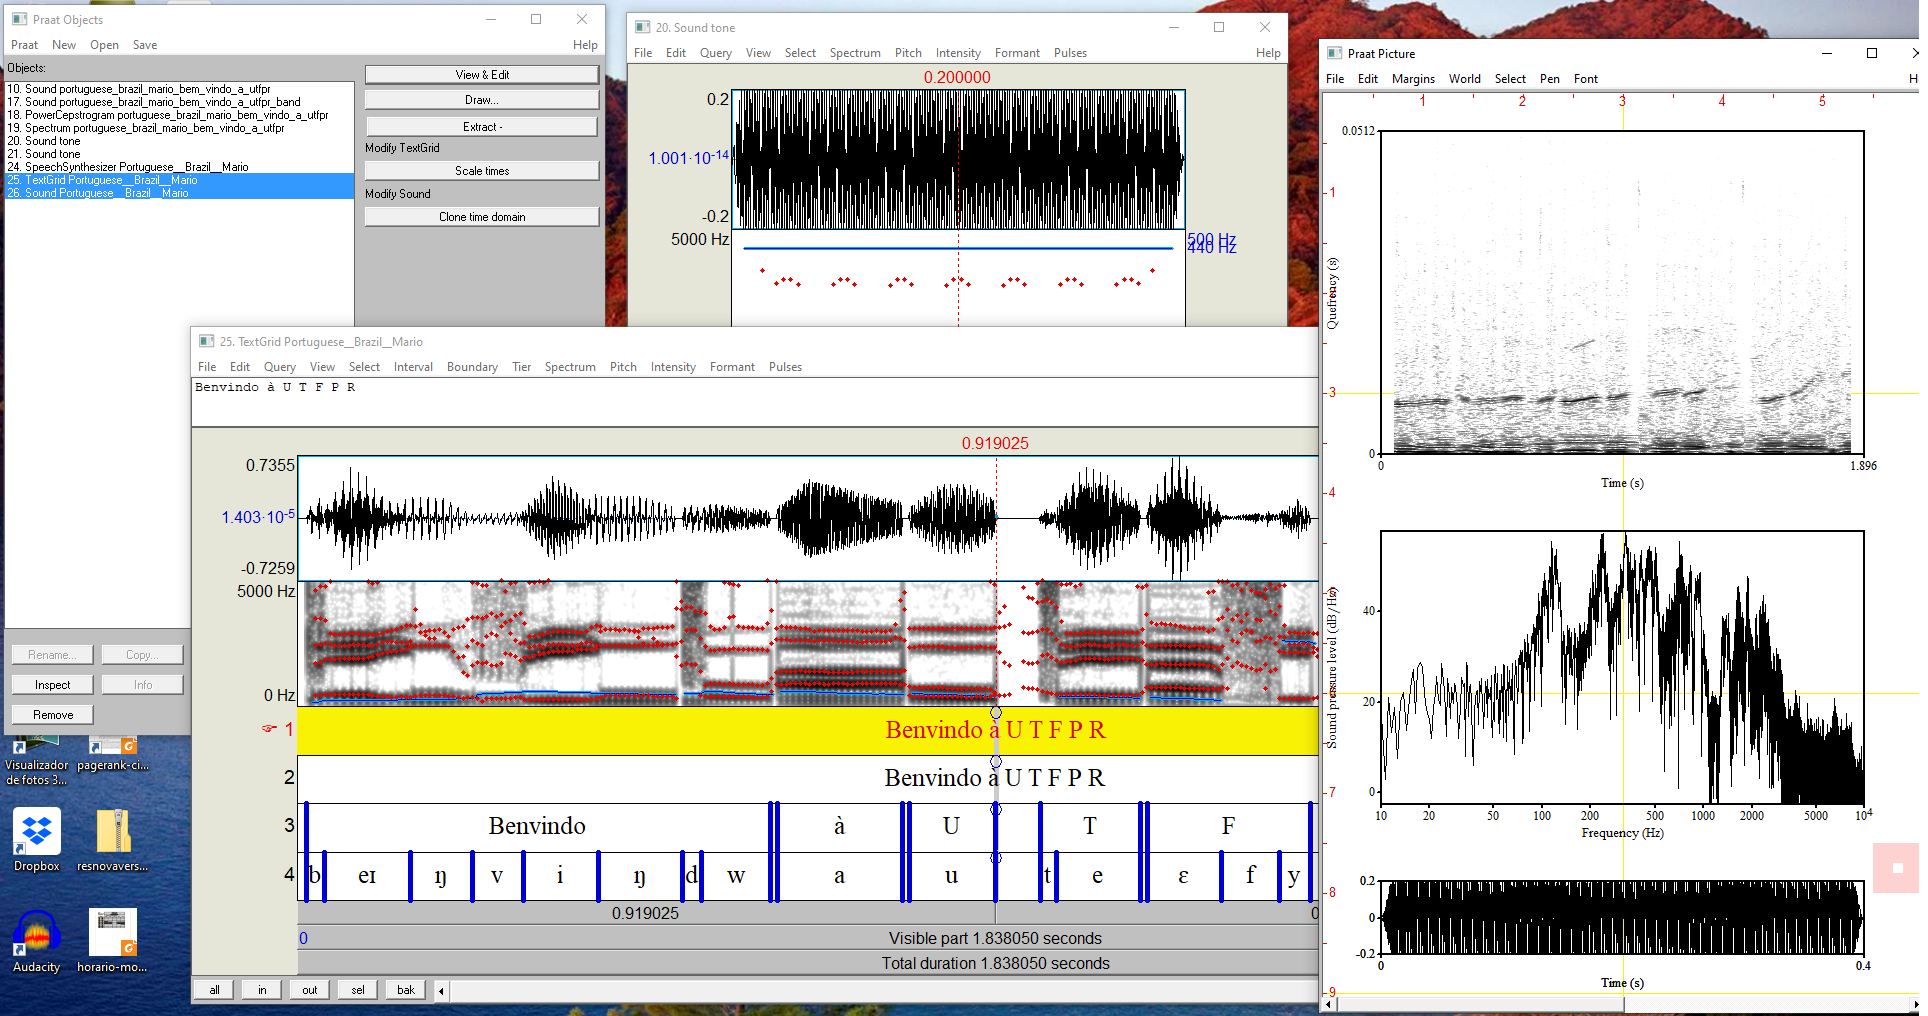 Praat Objects
Praat New Open Save Help
Objects:
10. Sound portuguese_brazil_mario_bem_vindo_a_utfpr
17. Sound portuguese_brazil_mario_bem_vindo_a_utfpr_band
18. PowerCepstrogram portuguese_brazil_mario_bem_vindo_a_utfpr
19. Spectrum portuguese_brazil_mario_bem_vindo_a_utfpr
20. Sound tone
21. Sound tone
24. SpeechSynthesizer Portuguese__Brazil__Mario
25. TextGrid Portuguese__Brazil__Mario
26. Sound Portuguese__Brazil__Mario
View & Edit
Draw...
Extract -
Modify TextGrid
Scale times
Modify Sound
Clone time domain
Rename... Copy...
Inspect Info
Remove
20. Sound tone
File Edit Query View Select Spectrum Pitch Intensity Formant Pulses Help
0.200000
0.2
1.001·10-14
-0.2
5000 Hz 500 Hz
440 Hz
25. TextGrid Portuguese__Brazil__Mario
File Edit Query View Select Interval Boundary Tier Spectrum Pitch Intensity Formant Pulses
Benvindo à U T F P R
0.919025
0.7355
1.403·10-5
-0.7259
5000 Hz
0 Hz
1 Benvindo à U T F P R
2 Benvindo à U T F P R
3 Benvindo à U T F
4 b eɪ ŋ v i ŋ d w a u t e ɛ f y
0.919025 0
0 Visible part 1.838050 seconds
Total duration 1.838050 seconds
all in out sel bak
Praat Picture
File Edit Margins World Select Pen Font H
1 2 3 4 5
0.0512
1
Quefrency (s)
3
0
0 1.896
Time (s)
4
Sound pressure level (dB/Hz)
40
20
7
0
10 20 50 100 200 500 1000 2000 5000 104
Frequency (Hz)
8
0.2
0
-0.2
0 0.4
Time (s)
9
Visualizador de fotos 3...
pagerank-ci...
Dropbox
resnovavers...
Audacity
horario-mo...